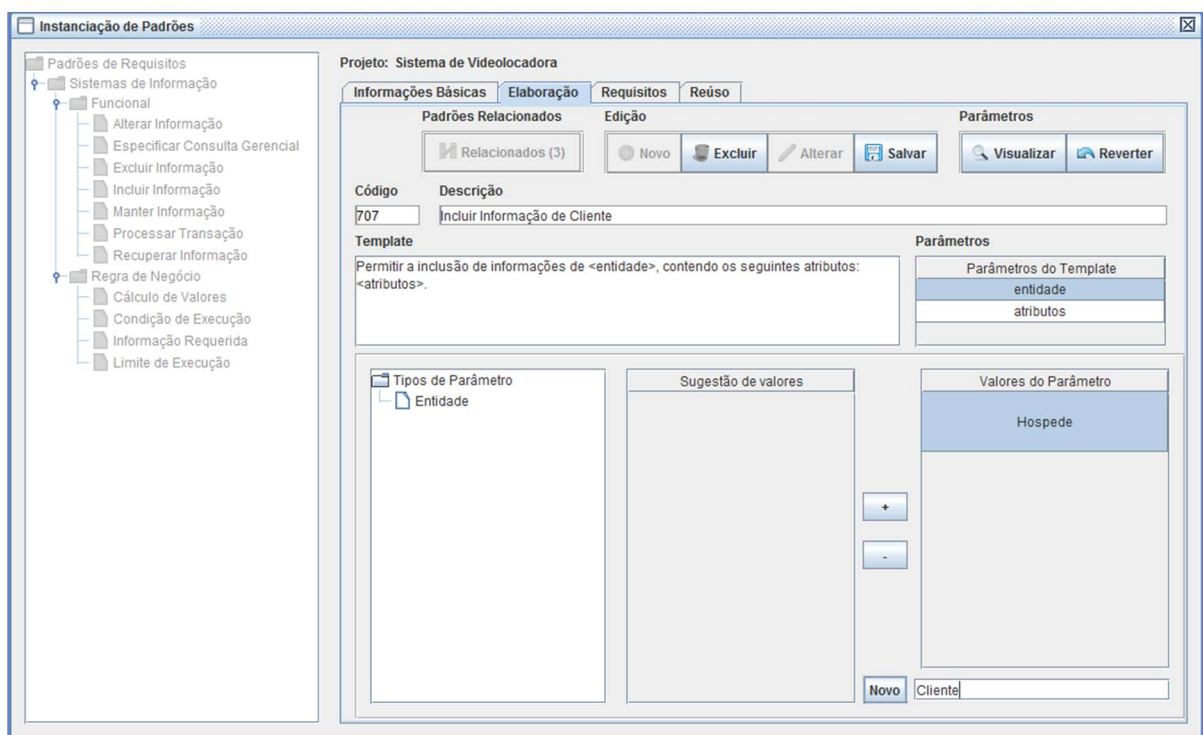 Instanciação de Padrões
Padrões de Requisitos
Sistemas de Informação
Funcional
Alterar Informação
Especificar Consulta Gerencial
Excluir Informação
Incluir Informação
Manter Informação
Processar Transação
Recuperar Informação
Regra de Negócio
Cálculo de Valores
Condição de Execução
Informação Requerida
Limite de Execução
Projeto: Sistema de Videolocadora
Informações Básicas Elaboração Requisitos Reúso
Padrões Relacionados Edição Parâmetros
Relacionados (3) Novo Excluir Alterar Salvar Visualizar Reverter
Código Descrição
707 Incluir Informação de Cliente
Template
Permitir a inclusão de informações de <entidade>, contendo os seguintes atributos:
<atributos>.
Parâmetros
Parâmetros do Template
entidade
atributos
Tipos de Parâmetro
Entidade
Sugestão de valores
+
-
Valores do Parâmetro
Hospede
Novo Cliente